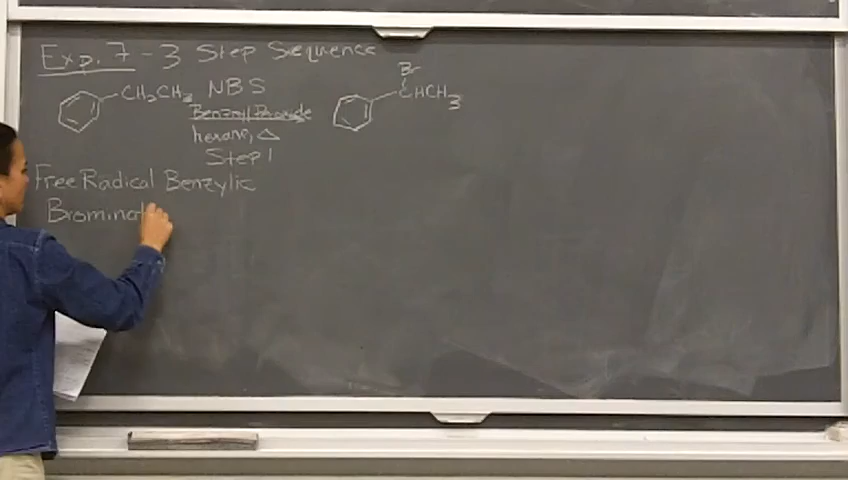 Exp. 7 - 3 Step Sequence
CH2CH3 NBS Br
CHCH3
Benzoyl Peroxide
hexane, △
Step 1
Free Radical Benzylic
Brominat